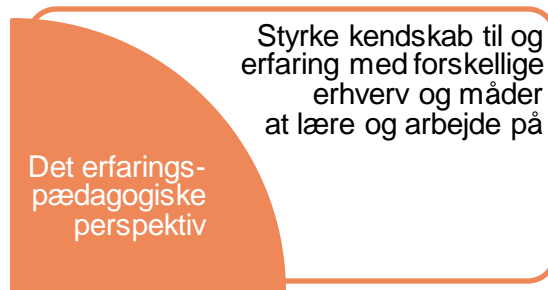 Styrke kendskab til og
erfaring med forskellige
erhverv og måder
at lære og arbejde på
Det erfarings-
pædagogiske
perspektiv